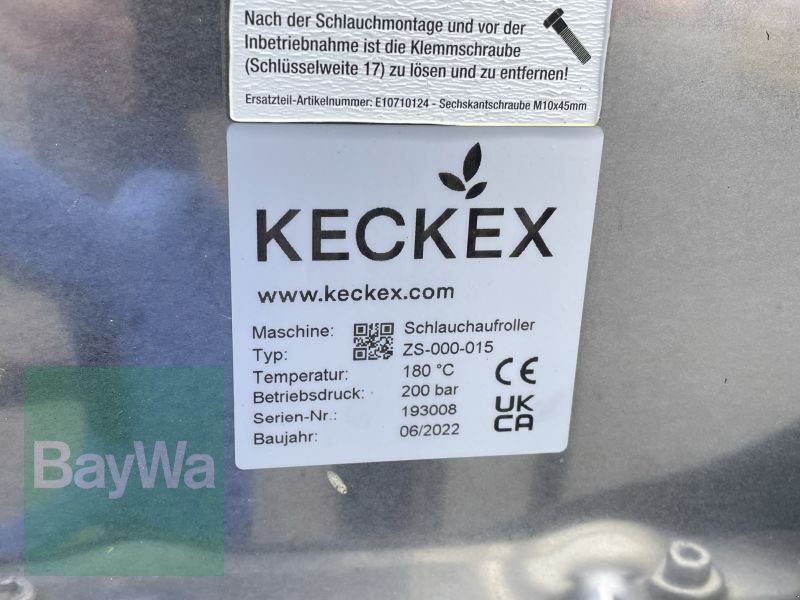 Nach der Schlauchmontage und vor der
Inbetriebnahme ist die Klemmschraube
(Schlüsselweite 17) zu lösen und zu entfernen!
Ersatzteil-Artikelnummer: E10710124 - Sechskantschraube M10x45mm
KECKEX
www.keckex.com
Maschine: Schlauchaufroller
Typ: ZS-000-015
Temperatur: 180 °C
Betriebsdruck: 200 bar
Serien-Nr.: 193008
Baujahr: 06/2022
CE
UK
CA
BayWa